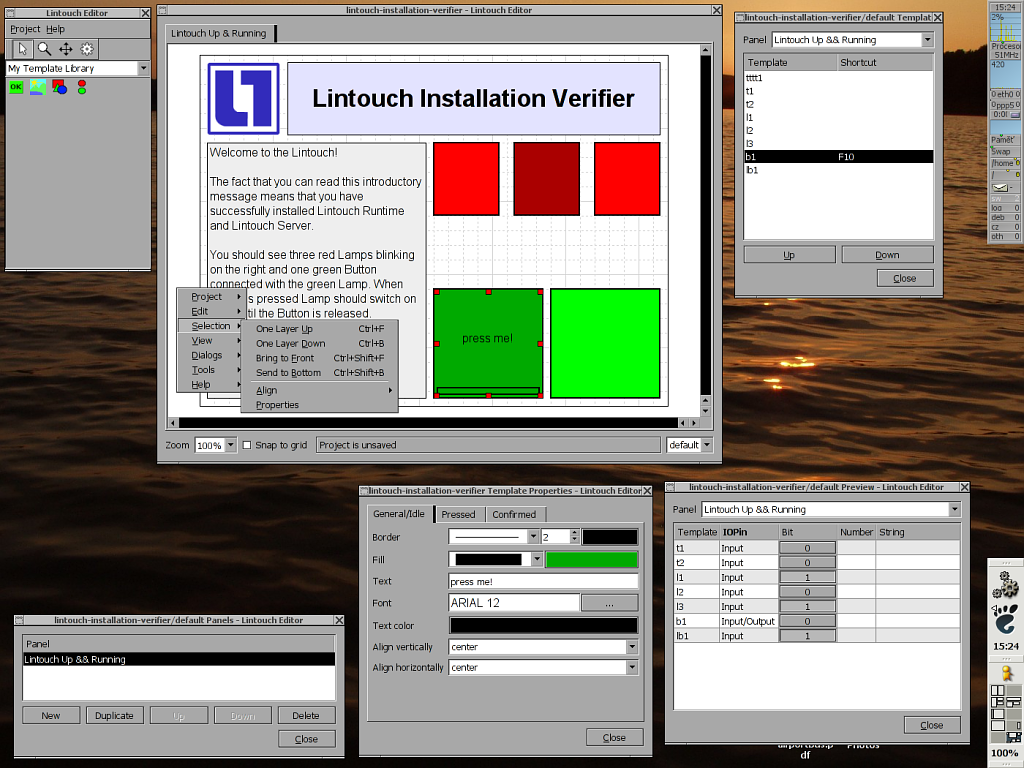 Lintouch Editor
Project Help
My Template Library
OK
lintouch-installation-verifier - Lintouch Editor
Lintouch Up & Running
Lintouch Installation Verifier
Welcome to the Lintouch!
The fact that you can read this introductory
message means that you have
successfully installed Lintouch Runtime
and Lintouch Server.
You should see three red Lamps blinking
on the right and one green Button
connected with the green Lamp. When
s pressed Lamp should switch on
til the Button is released.
press me!
Project
Edit
Selection
View
Dialogs
Tools
Help
One Layer Up Ctrl+F
One Layer Down Ctrl+B
Bring to Front Ctrl+Shift+F
Send to Bottom Ctrl+Shift+B
Align
Properties
Zoom 100% Snap to grid Project is unsaved default
lintouch-installation-verifier/default Templat
Panel Lintouch Up && Running
Template Shortcut
tttt1
t1
t2
l1
l2
l3
b1 F10
lb1
Up Down
Close
15:24
2%
Procesor
51MHz
420
0 eth0 0
0 ppp5 0
0:0!
Paměť
Swap
/home
/
loo 0
deb 0
cz 0
oth 0
lintouch-installation-verifier Template Properties - Lintouch Editor
General/Idle Pressed Confirmed
Border 2
Fill
Text press me!
Font ARIAL 12 ...
Text color
Align vertically center
Align horizontally center
Close
lintouch-installation-verifier/default Preview - Lintouch Editor
Panel Lintouch Up && Running
Template IOPin Bit Number String
t1 Input 0
t2 Input 0
l1 Input 1
l2 Input 0
l3 Input 1
b1 Input/Output 0
lb1 Input 1
Close
lintouch-installation-verifier/default Panels - Lintouch Editor
Panel
Lintouch Up && Running
New Duplicate Up Down Delete
Close
15:24
100%
airportbus.p
df
Photos